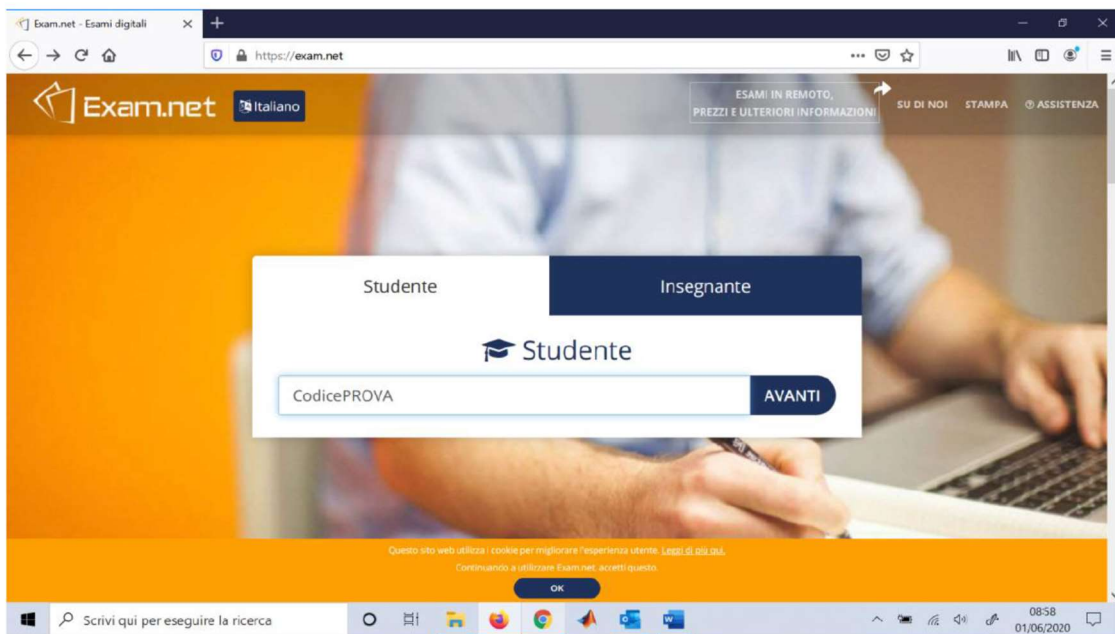 Exam.net - Esami digitali
https://exam.net
Exam.net
Italiano
ESAMI IN REMOTO,
PREZZI E ULTERIORI INFORMAZIONI
SU DI NOI
STAMPA
ASSISTENZA
Studente
Insegnante
Studente
CodicePROVA
AVANTI
Questo sito web utilizza i cookie per migliorare l'esperienza utente. Leggi di più qui.
Continuando a utilizzare Exam.net, accetti questo.
OK
Scrivi qui per eseguire la ricerca
08:58
01/06/2020